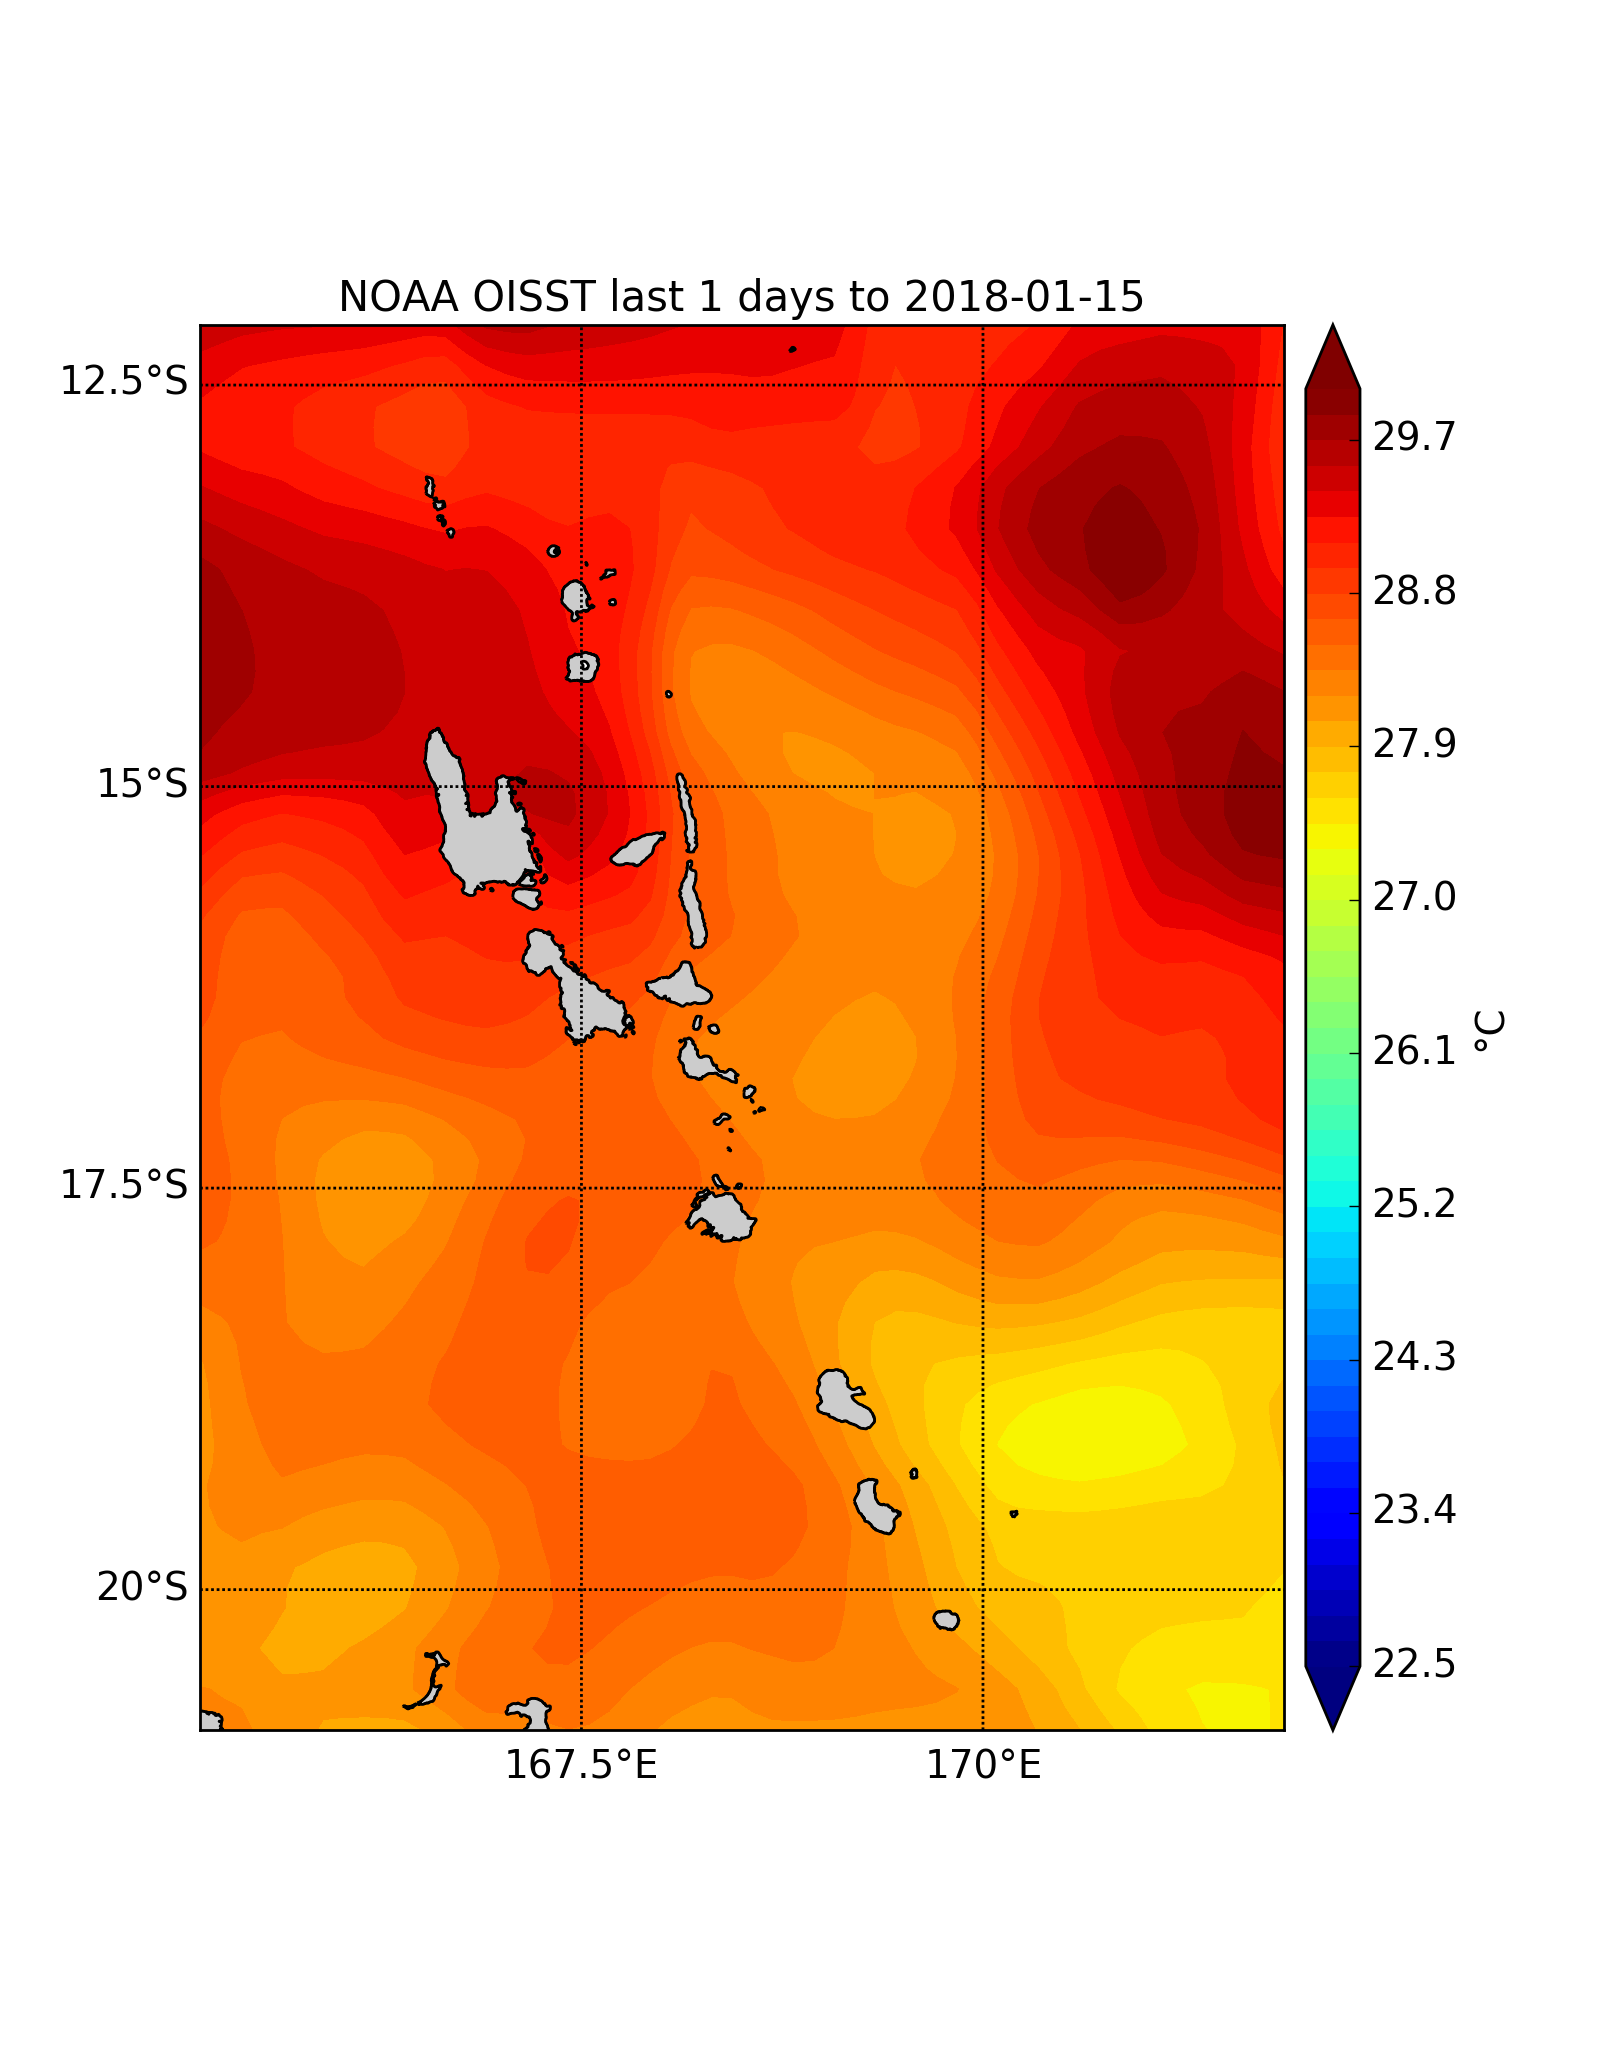 NOAA OISST last 1 days to 2018-01-15
12.5°S
15°S
17.5°S
20°S
167.5°E
170°E
29.7
28.8
27.9
27.0
26.1
25.2
24.3
23.4
22.5
°C